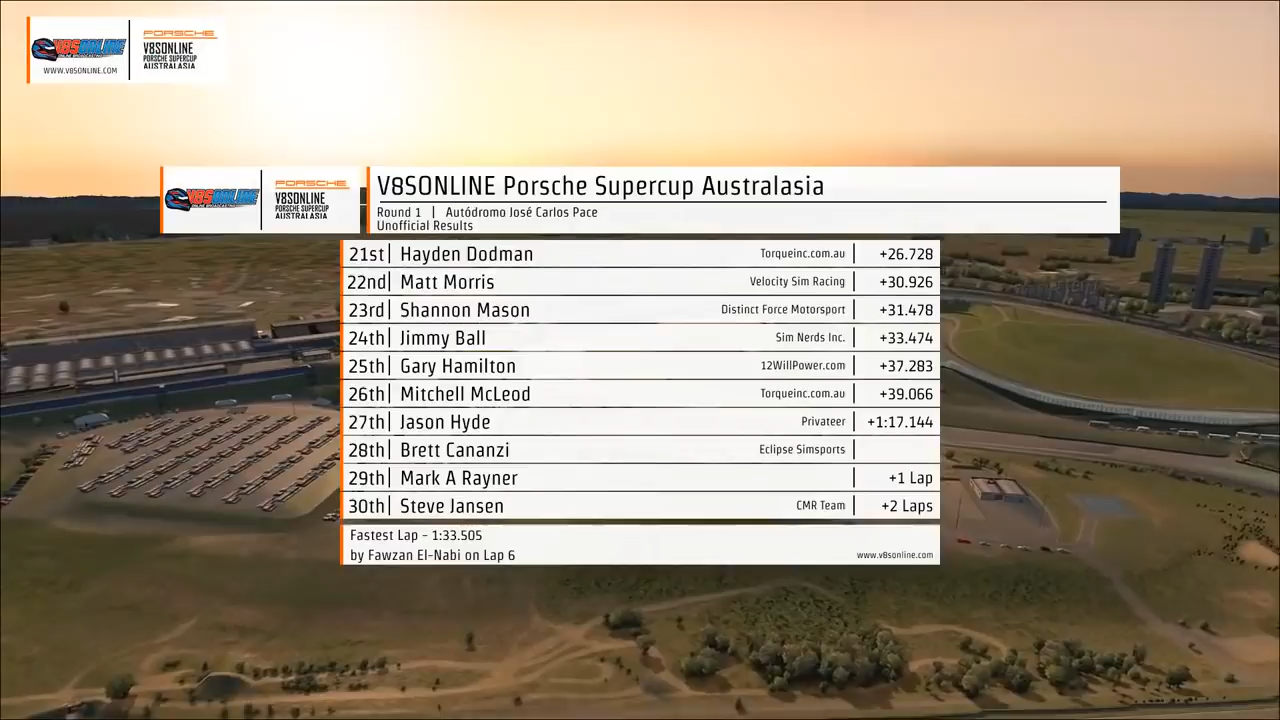 V8SONLINE
ONLINE BROADCASTING
WWW.V8SONLINE.COM
PORSCHE
V8SONLINE
PORSCHE SUPERCUP
AUSTRALASIA
V8SONLINE
ONLINE BROADCASTING
PORSCHE
V8SONLINE
PORSCHE SUPERCUP
AUSTRALASIA
V8SONLINE Porsche Supercup Australasia
Round 1 | Autódromo José Carlos Pace
Unofficial Results
21st| Hayden Dodman Torqueinc.com.au | +26.728
22nd| Matt Morris Velocity Sim Racing | +30.926
23rd| Shannon Mason Distinct Force Motorsport | +31.478
24th| Jimmy Ball Sim Nerds Inc. | +33.474
25th| Gary Hamilton 12WillPower.com | +37.283
26th| Mitchell McLeod Torqueinc.com.au | +39.066
27th| Jason Hyde Privateer | +1:17.144
28th| Brett Cananzi Eclipse Simsports |
29th| Mark A Rayner | +1 Lap
30th| Steve Jansen CMR Team | +2 Laps
Fastest Lap - 1:33.505
by Fawzan El-Nabi on Lap 6 www.v8sonline.com